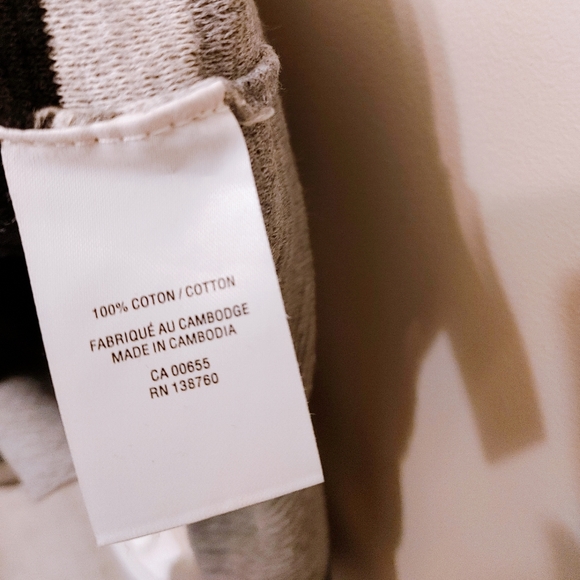 100% COTON / COTTON
FABRIQUÉ AU CAMBODGE
MADE IN CAMBODIA
CA 00655
RN 138760